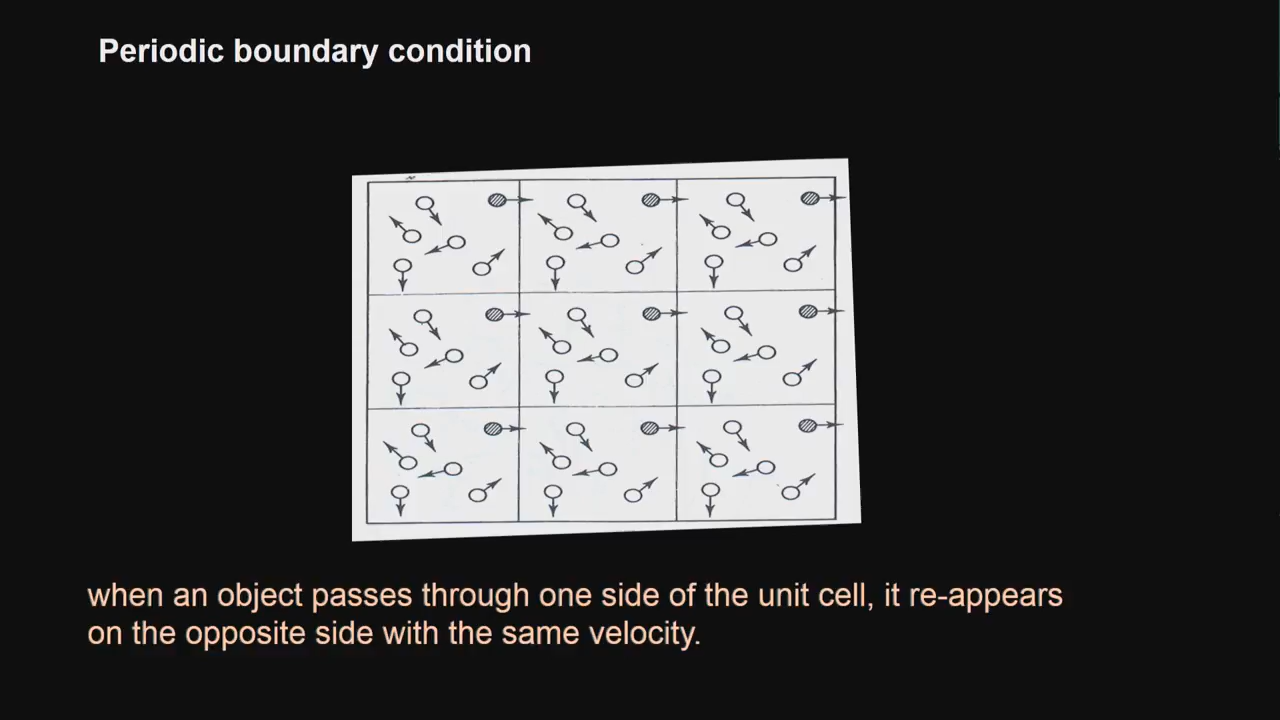 Periodic boundary condition
when an object passes through one side of the unit cell, it re-appears
on the opposite side with the same velocity.